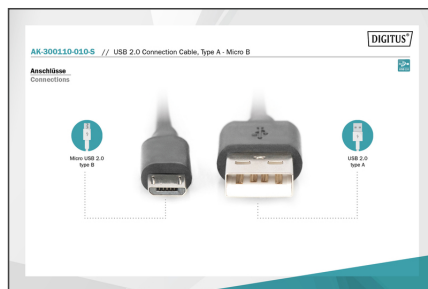 DIGITUS®
AK-300110-010-S // USB 2.0 Connection Cable, Type A - Micro B
Anschlüsse
Connections
Micro USB 2.0
type B
USB 2.0
type A